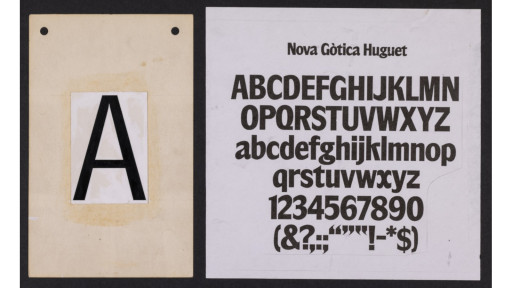 A
Nova Gòtica Huguet
ABCDEFGHIJKLMN
OPQRSTUVWXYZ
abcdefghijklmnop
qrstuvwxyz
1234567890
(&?,:;“”‟”!-*$)